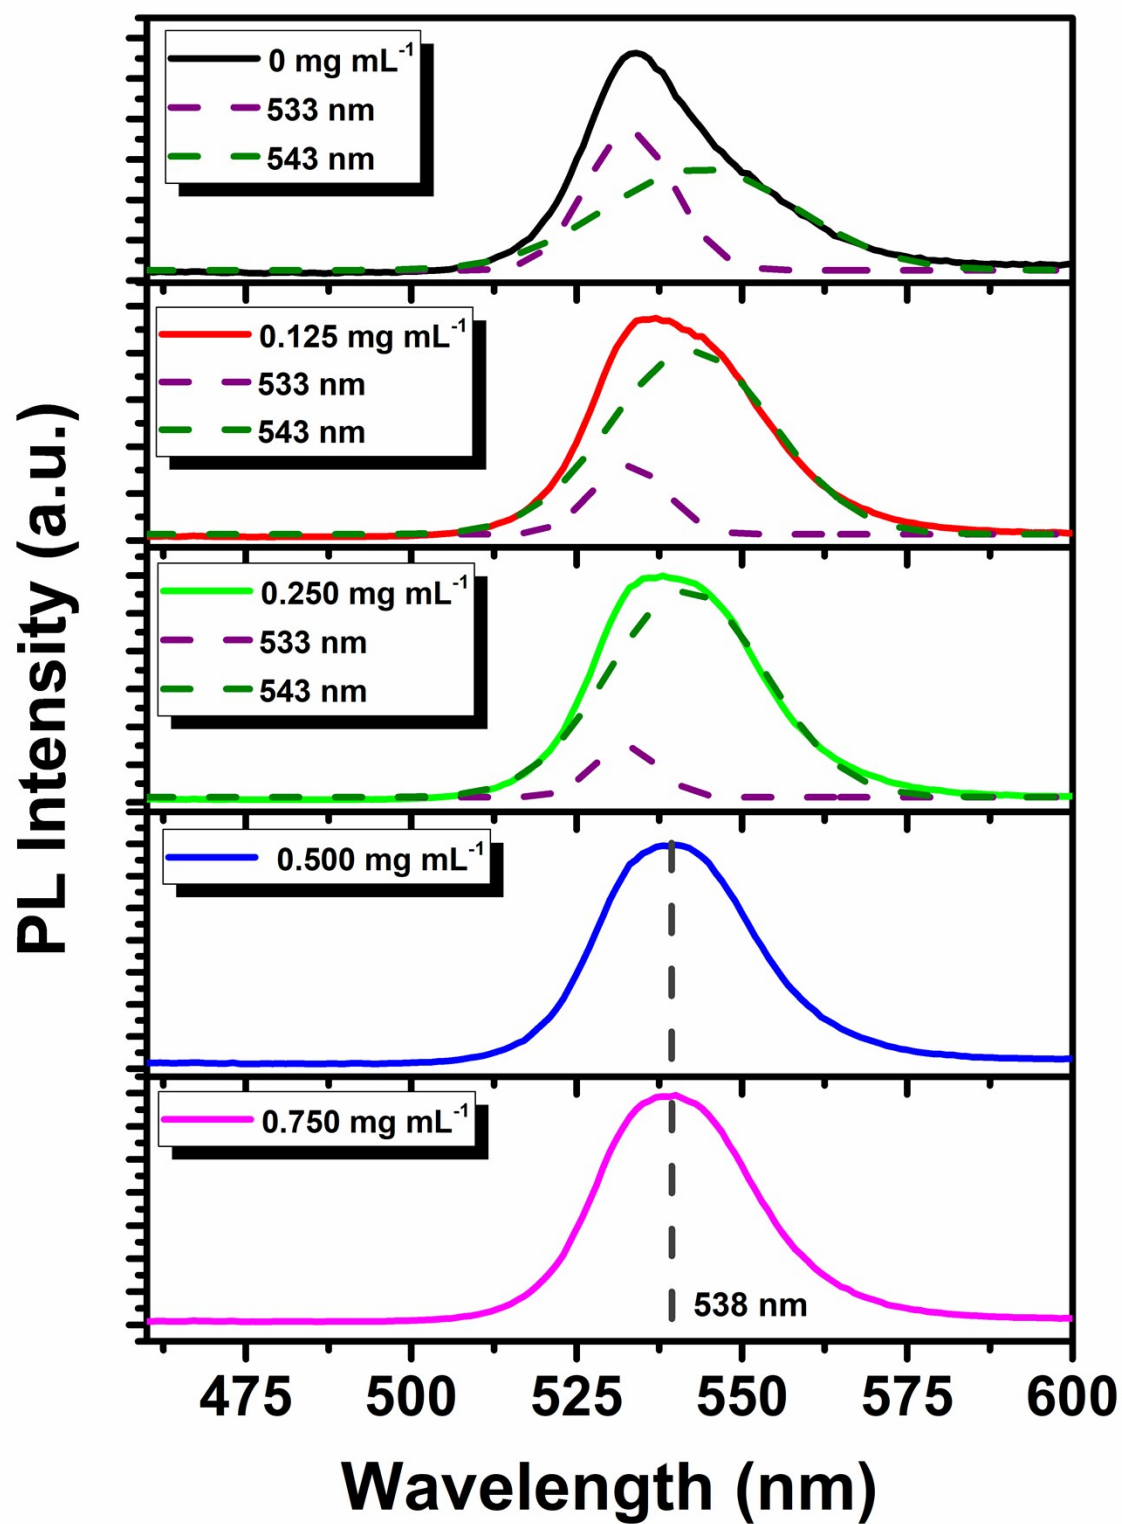 PL Intensity (a.u.)
0 mg mL⁻¹
533 nm
543 nm
0.125 mg mL⁻¹
533 nm
543 nm
0.250 mg mL⁻¹
533 nm
543 nm
0.500 mg mL⁻¹
0.750 mg mL⁻¹
538 nm
475 500 525 550 575 600
Wavelength (nm)